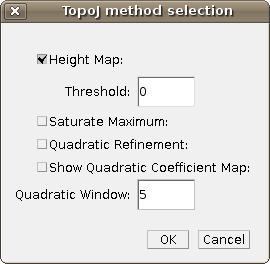 TopoJ method selection
Height Map:
Threshold: 0
Saturate Maximum:
Quadratic Refinement:
Show Quadratic Coefficient Map:
Quadratic Window: 5
OK Cancel